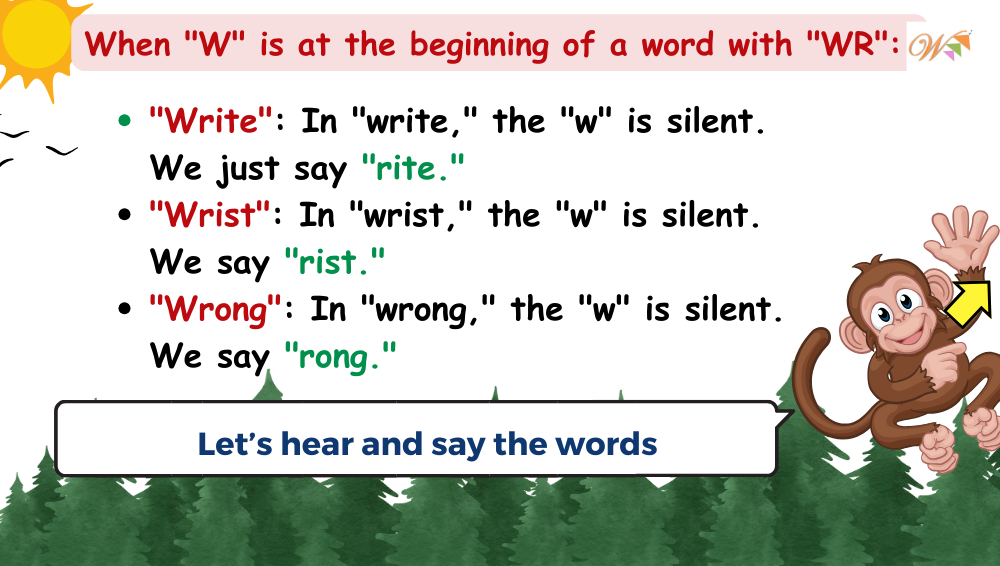 When "W" is at the beginning of a word with "WR":
W
• "Write": In "write," the "w" is silent.
We just say "rite."
• "Wrist": In "wrist," the "w" is silent.
We say "rist."
• "Wrong": In "wrong," the "w" is silent.
We say "rong."
Let's hear and say the words